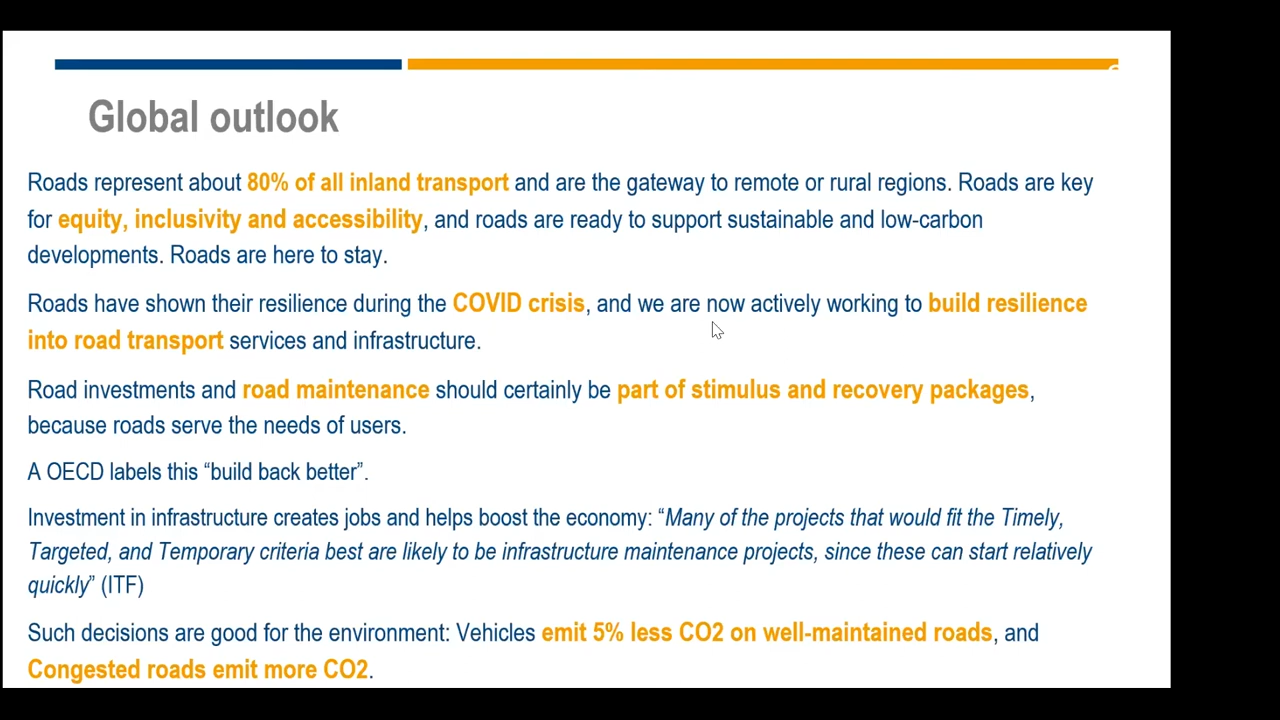 Global outlook
Roads represent about 80% of all inland transport and are the gateway to remote or rural regions. Roads are key
for equity, inclusivity and accessibility, and roads are ready to support sustainable and low-carbon
developments. Roads are here to stay.
Roads have shown their resilience during the COVID crisis, and we are now actively working to build resilience
into road transport services and infrastructure.
Road investments and road maintenance should certainly be part of stimulus and recovery packages,
because roads serve the needs of users.
A OECD labels this “build back better”.
Investment in infrastructure creates jobs and helps boost the economy: “Many of the projects that would fit the Timely,
Targeted, and Temporary criteria best are likely to be infrastructure maintenance projects, since these can start relatively
quickly” (ITF)
Such decisions are good for the environment: Vehicles emit 5% less CO2 on well-maintained roads, and
Congested roads emit more CO2.